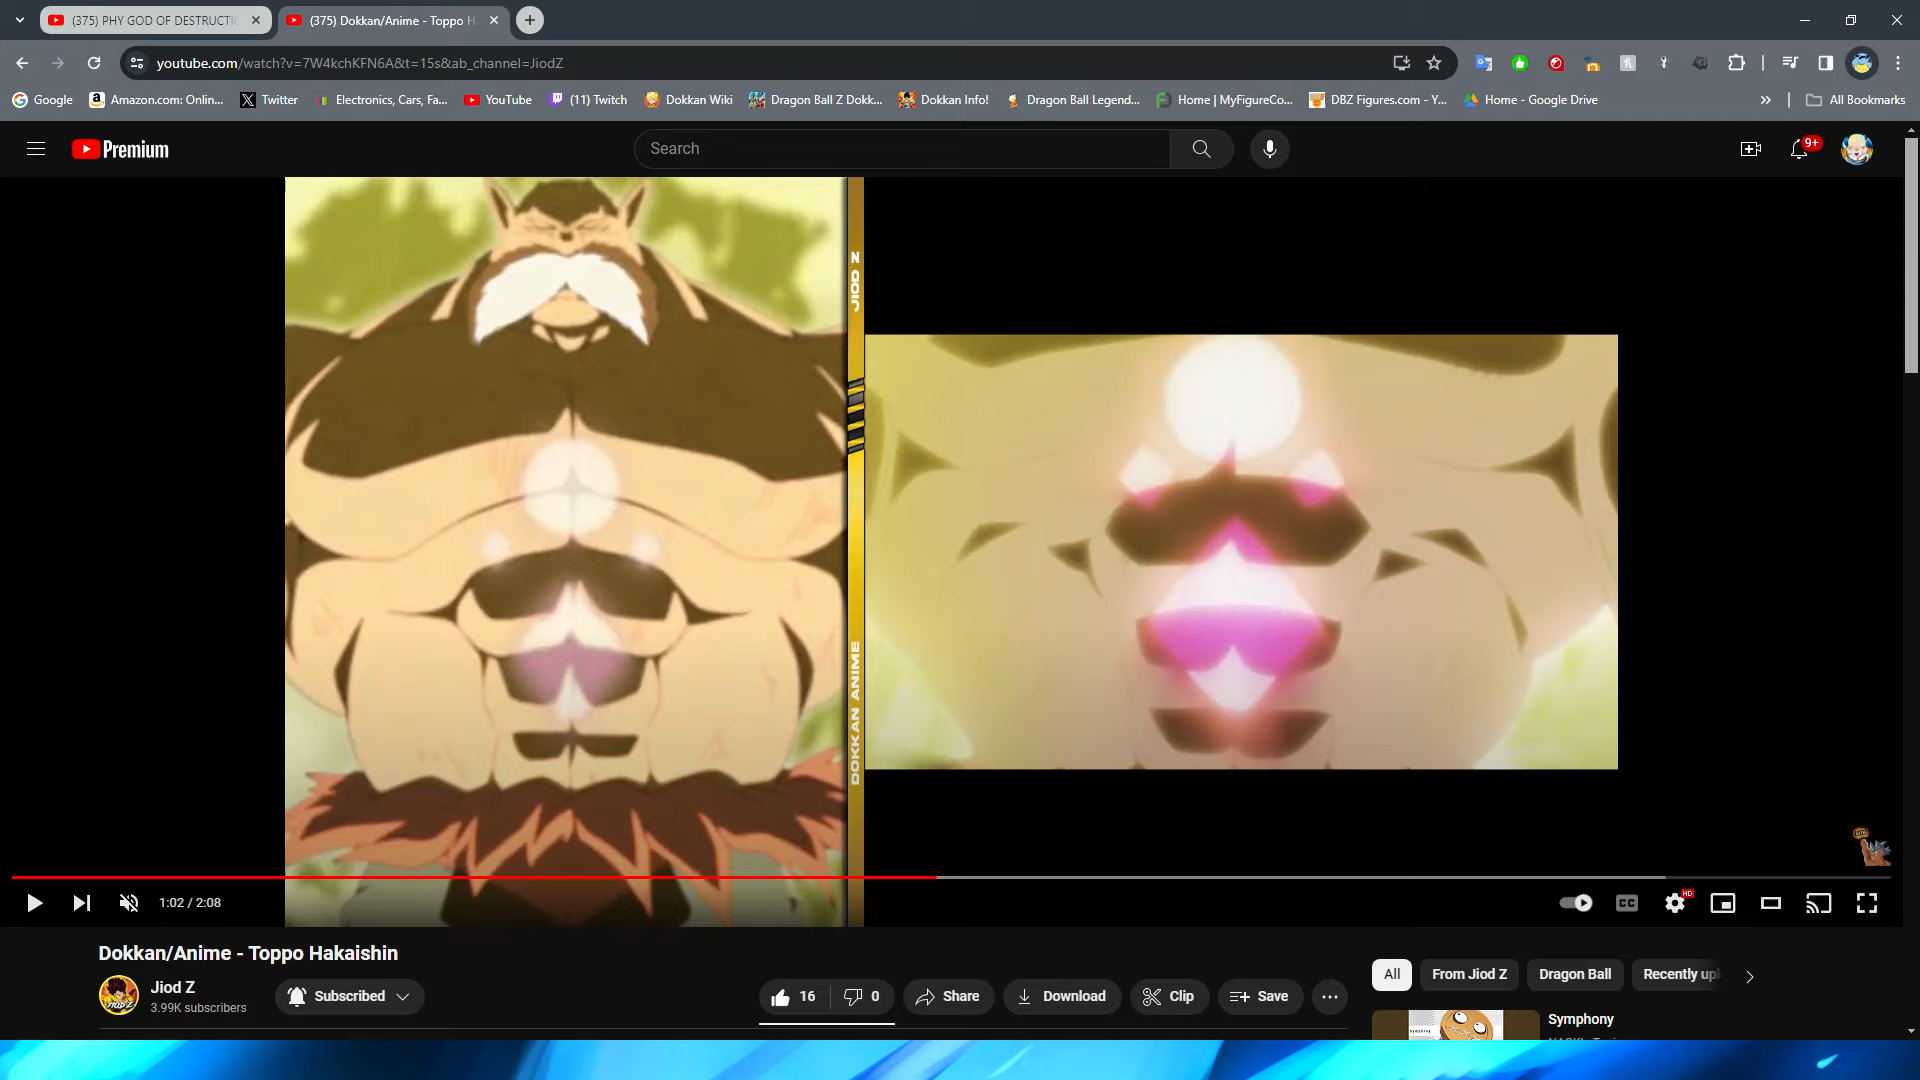 (375) PHY GOD OF DESTRUCTI
(375) Dokkan/Anime - Toppo H
youtube.com/watch?v=7W4kchKFN6A&t=15s&ab_channel=JiodZ
Google
Amazon.com: Onlin...
Twitter
Electronics, Cars, Fa...
YouTube
(11) Twitch
Dokkan Wiki
Dragon Ball Z Dokk...
Dokkan Info!
Dragon Ball Legend...
Home | MyFigureCo...
DBZ Figures.com - Y...
Home - Google Drive
All Bookmarks
Premium
Search
9+
JIOD Z
DOKKAN ANIME
1:02 / 2:08
CC
HD
Dokkan/Anime - Toppo Hakaishin
Jiod Z
3.99K subscribers
Subscribed
16
0
Share
Download
Clip
Save
All
From Jiod Z
Dragon Ball
Recently upl
Symphony